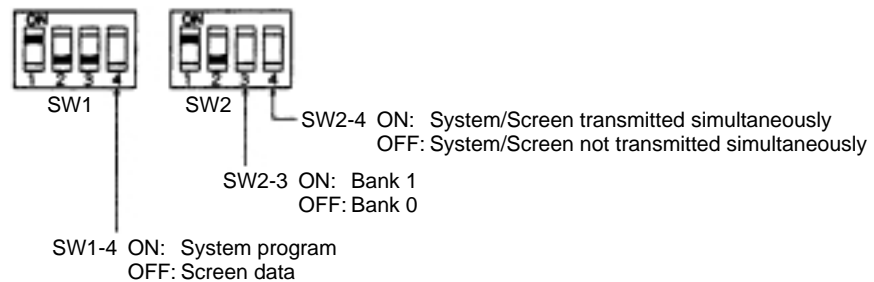 ON ON
1 2 3 4 1 2 3 4
SW1 SW2
SW2-4 ON: System/Screen transmitted simultaneously
OFF: System/Screen not transmitted simultaneously
SW2-3 ON: Bank 1
OFF: Bank 0
SW1-4 ON: System program
OFF: Screen data